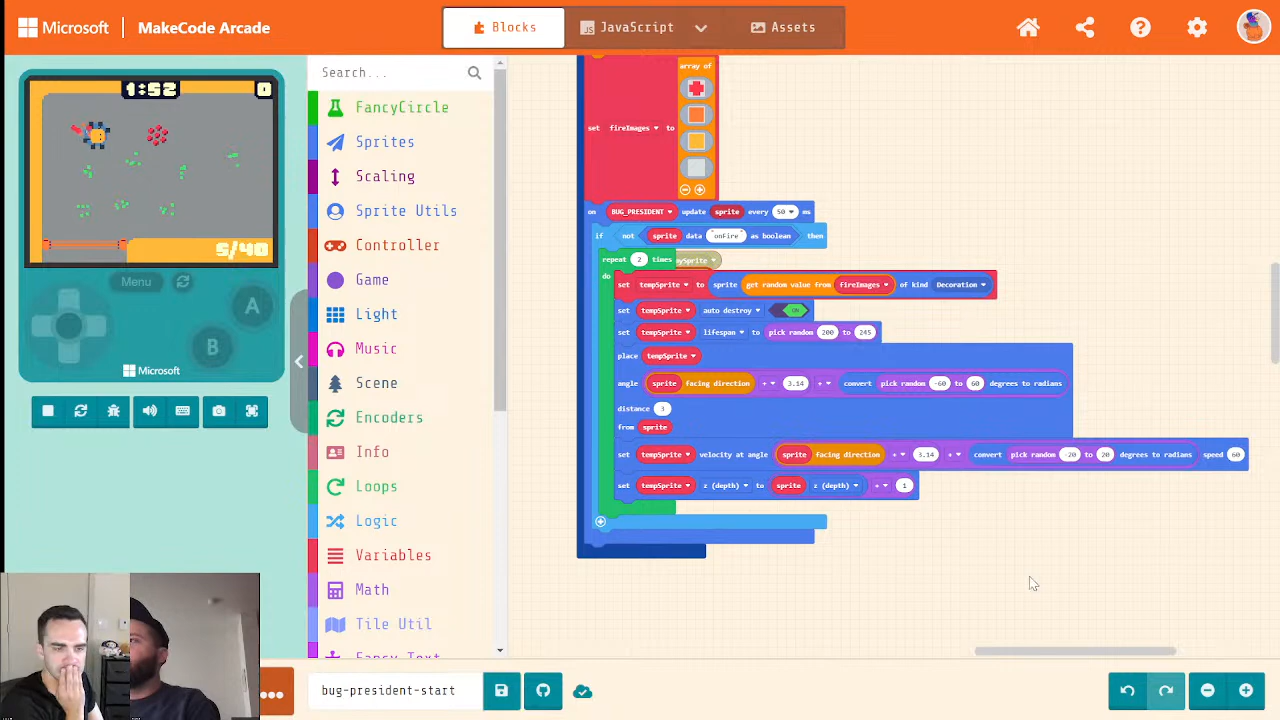 Microsoft
MakeCode Arcade
Blocks
JavaScript
Assets
1:52
0
5/40
Menu
A
B
Microsoft
Search...
FancyCircle
Sprites
Scaling
Sprite Utils
Controller
Game
Light
Music
Scene
Encoders
Info
Loops
Logic
Variables
Math
Tile Util
Fancy Text
array of
set fireImages to
on BUG_PRESIDENT update sprite every 50 ms
if not sprite data "onFire" as boolean then
repeat 2 times
mySprite
do
set tempSprite to sprite get random value from fireImages of kind Decoration
set tempSprite auto destroy ON
set tempSprite lifespan to pick random 200 to 245
place tempSprite
angle sprite facing direction + 3.14 + convert pick random -60 to 60 degrees to radians
distance 3
from sprite
set tempSprite velocity at angle sprite facing direction + 3.14 + convert pick random -20 to 20 degrees to radians speed 60
set tempSprite z (depth) to sprite z (depth) + 1
bug-president-start